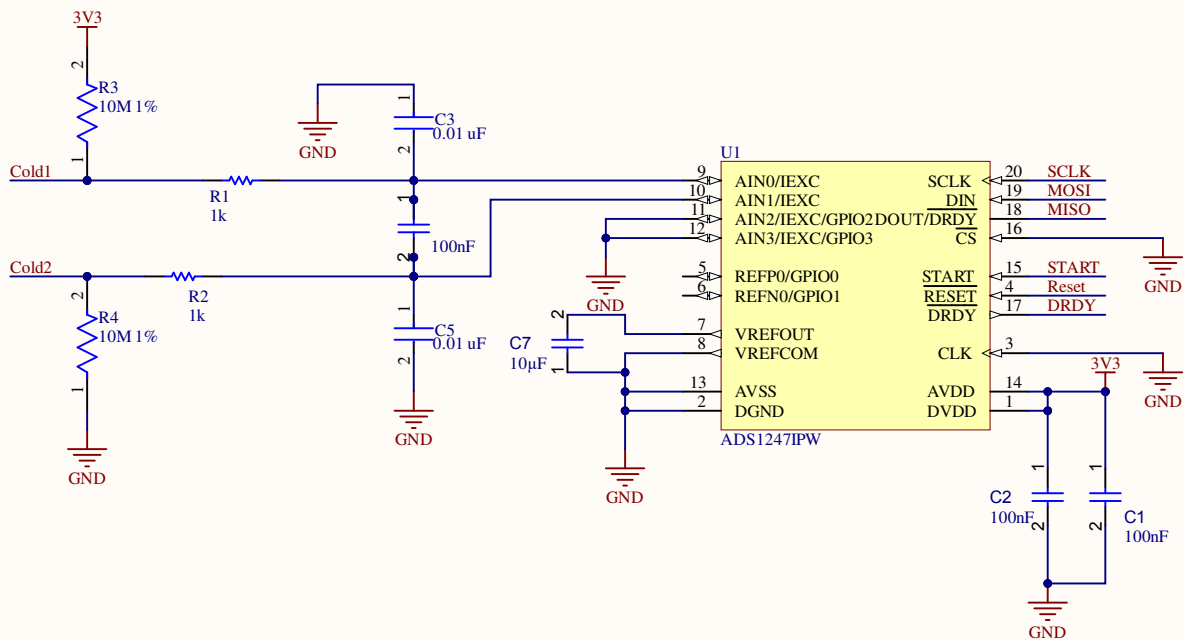 3V3
2
R3
10M 1%
1
Cold1
R1
1k
GND
1
C3
0.01 uF
2
1
100nF
2
Cold2
R2
1k
2
R4
10M 1%
1
GND
1
C5
0.01 uF
2
GND
U1
9 AIN0/IEXC SCLK 20 SCLK
10 AIN1/IEXC DIN 19 MOSI
11 AIN2/IEXC/GPIO2 DOUT/DRDY 18 MISO
12 AIN3/IEXC/GPIO3 CS 16
GND
GND
5 REFP0/GPIO0 START 15 START
6 REFN0/GPIO1 RESET 4 Reset
DRDY 17 DRDY
7 VREFOUT
8 VREFCOM CLK 3
GND
2
C7
10µF
1
3V3
13 AVSS AVDD 14
2 DGND DVDD 1
ADS1247IPW
GND
1
C2
100nF
2
1
C1
100nF
2
GND